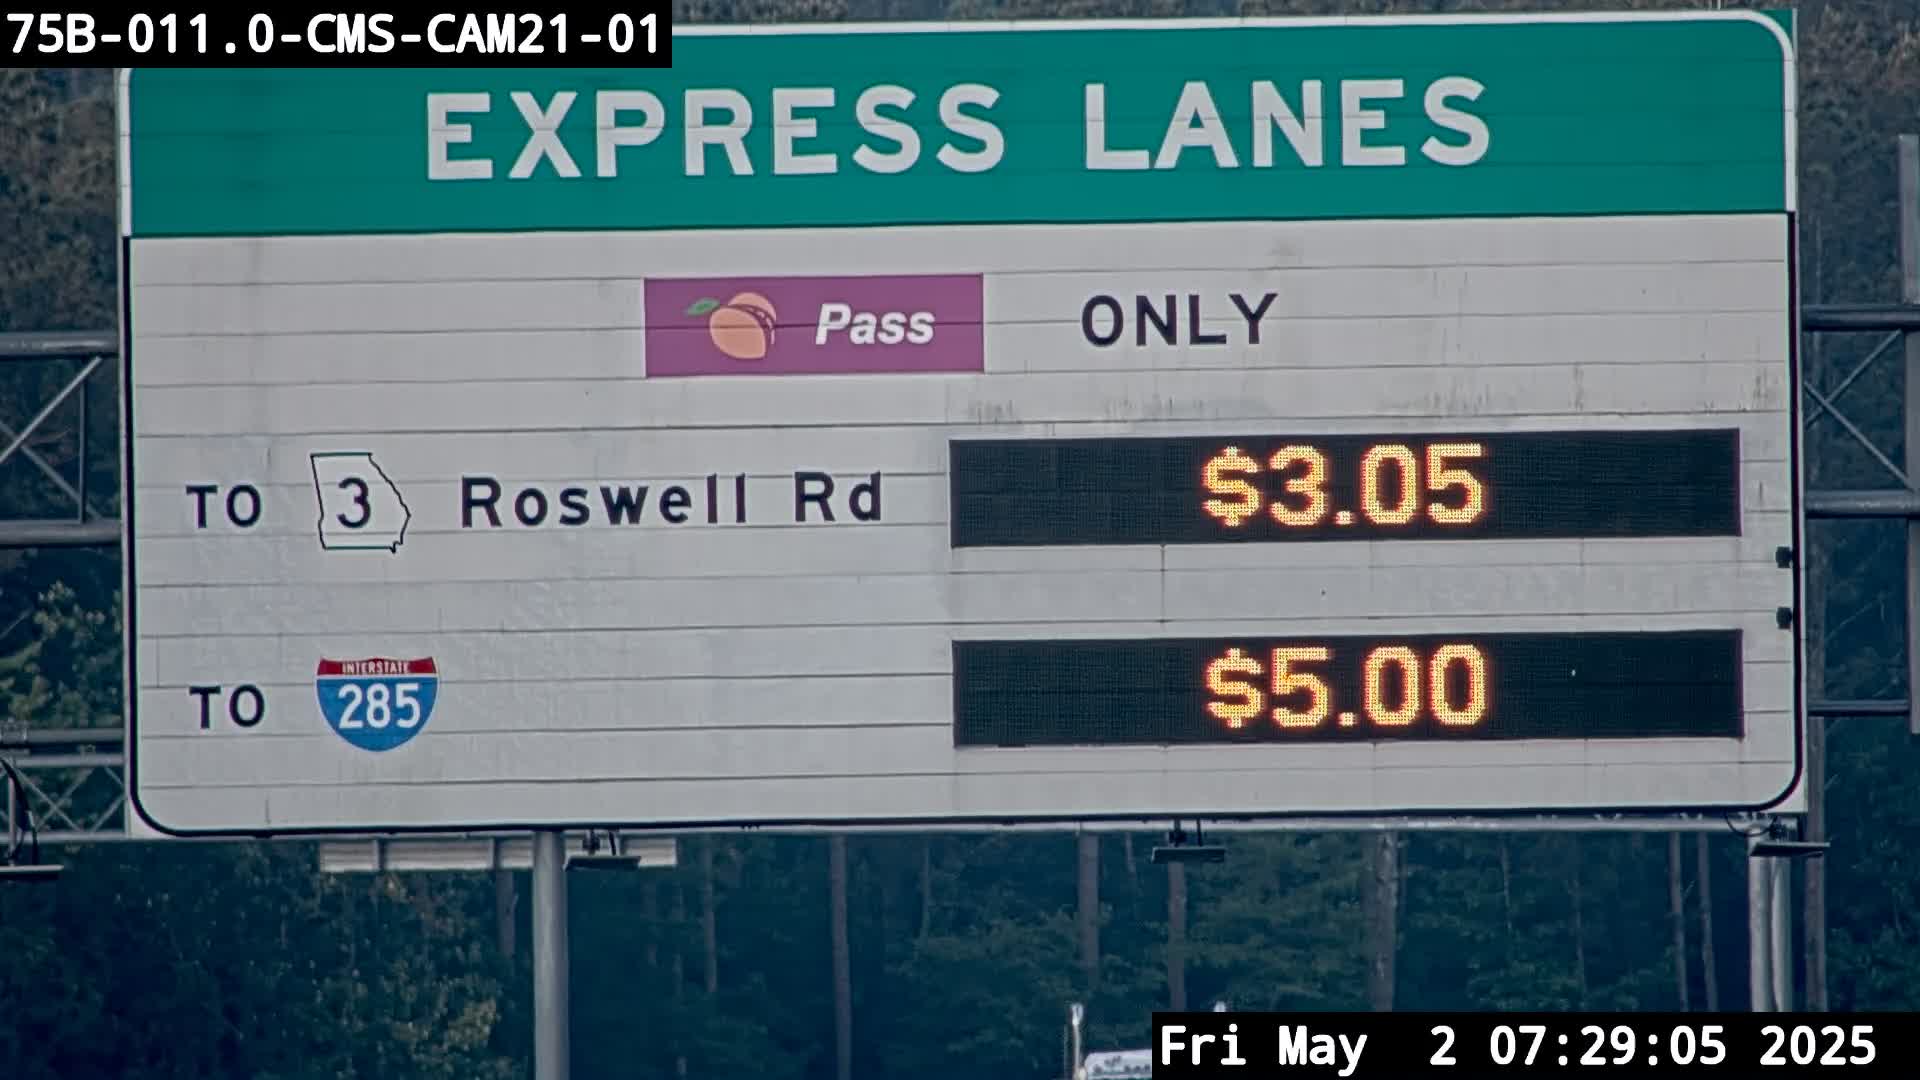 75B-011.0-CMS-CAM21-01
EXPRESS LANES
Pass ONLY
TO 3 Roswell Rd $3.05
INTERSTATE
TO 285 $5.00
Fri May 2 07:29:05 2025